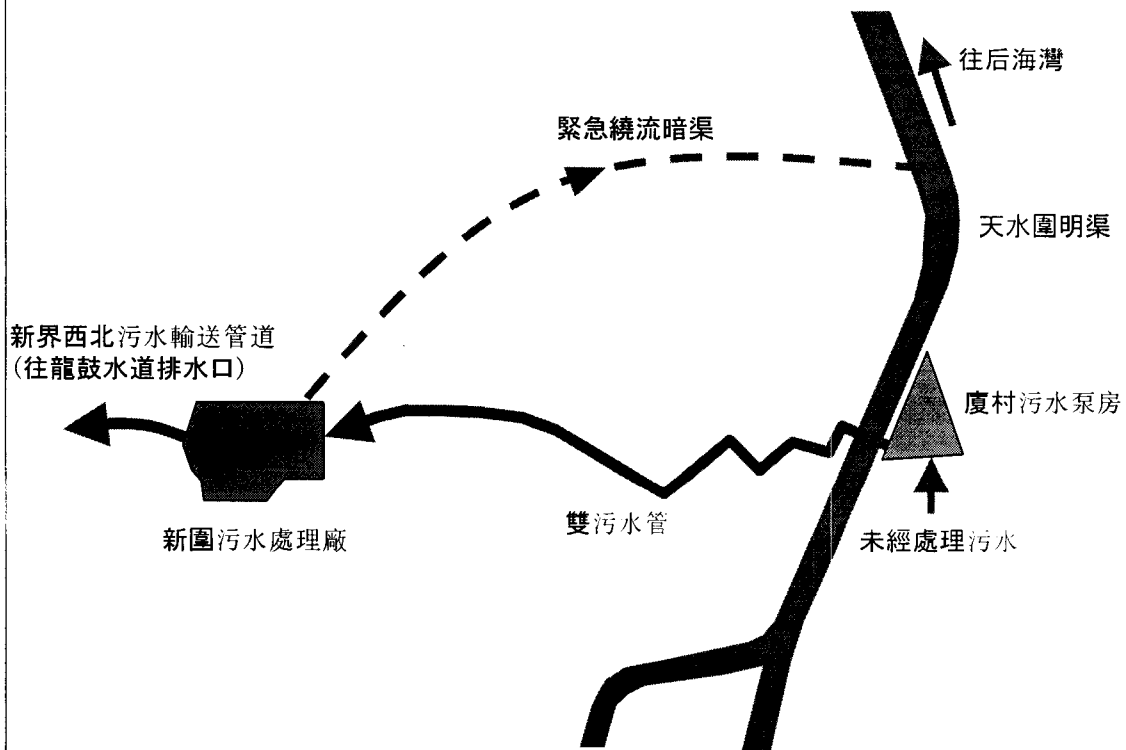 往后海灣
緊急繞流暗渠
天水圍明渠
新界西北污水輸送管道
(往龍鼓水道排水口)
廈村污水泵房
雙污水管
新圍污水處理廠
未經處理污水